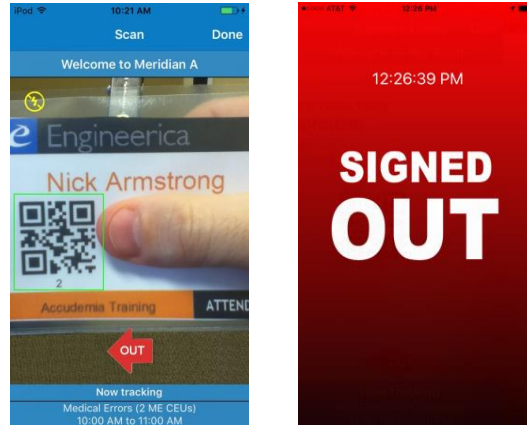 iPod 10:21 AM
Scan Done
Welcome to Meridian A
e Engineerica
Nick Armstrong
2
Accudemia Training ATTEND
OUT
Now tracking
Medical Errors (2 ME CEUs)
10:00 AM to 11:00 AM
AT&T 12:26 PM
12:26:39 PM
SIGNED
OUT